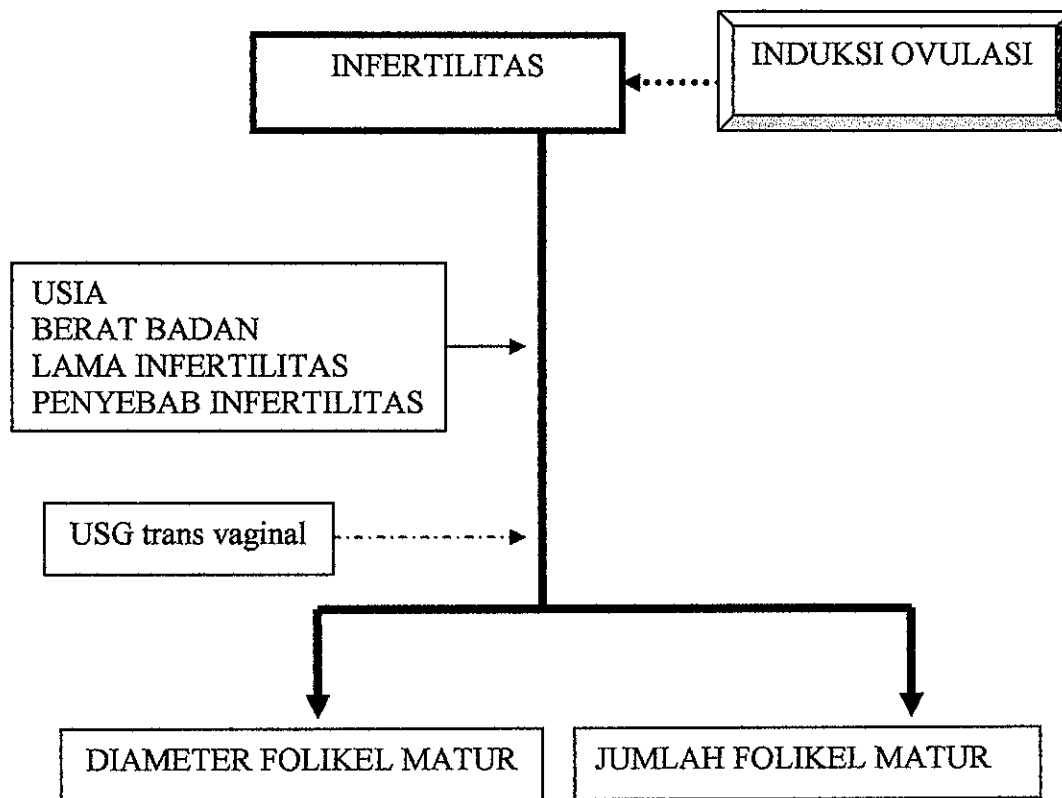 INFERTILITAS
INDUKSI OVULASI
USIA
BERAT BADAN
LAMA INFERTILITAS
PENYEBAB INFERTILITAS
USG trans vaginal
DIAMETER FOLIKEL MATUR
JUMLAH FOLIKEL MATUR